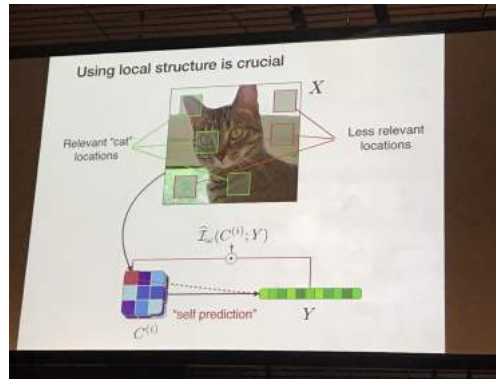 Using local structure is crucial
X
Relevant "cat"
locations
Less relevant
locations
Î_ω(C^(i); Y)
"self prediction"
C^(i)
Y